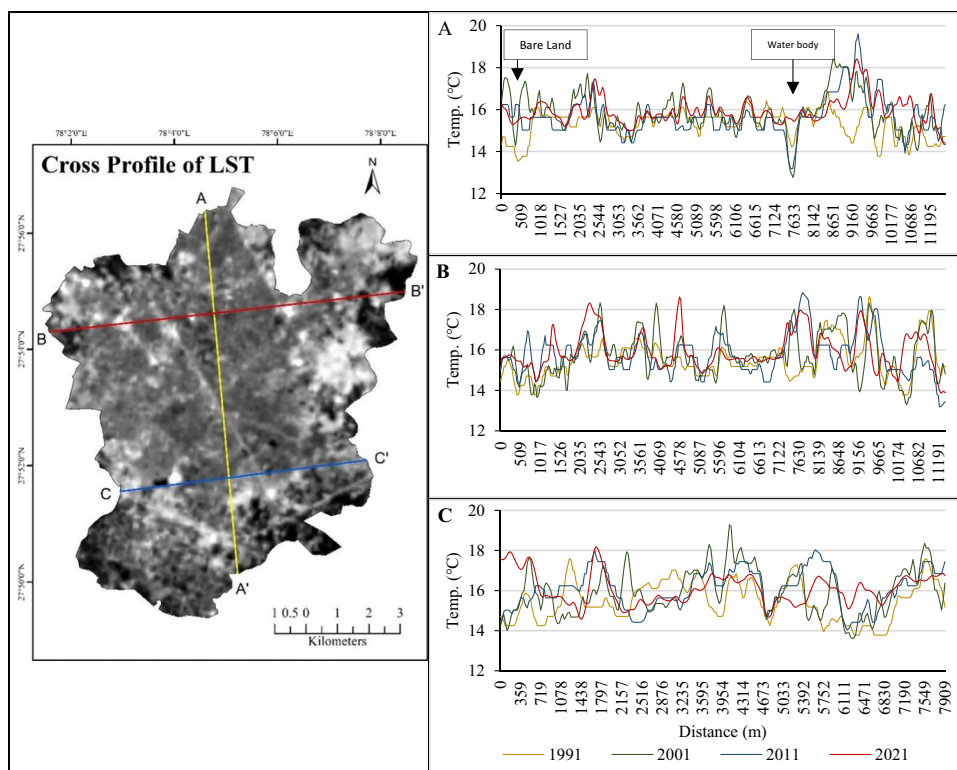 78°2'0"E 78°4'0"E 78°6'0"E 78°8'0"E
Cross Profile of LST
N
27°56'0"N
27°54'0"N
27°52'0"N
27°50'0"N
A
B'
B
C'
C
A'
1 0.5 0 1 2 3
Kilometers
A
Bare Land
Water body
Temp. (°C)
20
18
16
14
12
0 509 1018 1527 2035 2544 3053 3562 4071 4580 5089 5598 6106 6615 7124 7633 8142 8651 9160 9668 10177 10686 11195
B
Temp. (°C)
20
18
16
14
12
0 509 1017 1526 2035 2543 3052 3561 4069 4578 5087 5596 6104 6613 7122 7630 8139 8648 9156 9665 10174 10682 11191
C
Temp. (°C)
20
18
16
14
12
0 359 719 1078 1438 1797 2157 2516 2876 3235 3595 3954 4314 4673 5033 5392 5752 6111 6471 6830 7190 7549 7909
Distance (m)
1991 2001 2011 2021